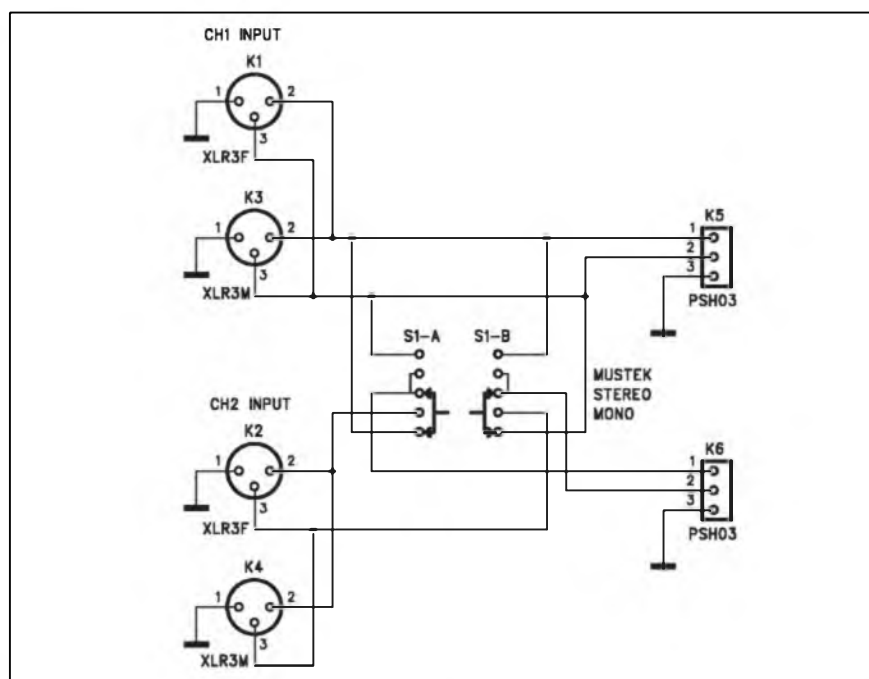 CH1 INPUT
K1
1 2
3
XLR3F
K3
1 2
3
XLR3M
K5
1
2
3
PSH03
S1-A S1-B
MUSTEK
STEREO
MONO
CH2 INPUT
K2
1 2
3
XLR3F
K6
1
2
3
PSH03
K4
1 2
3
XLR3M